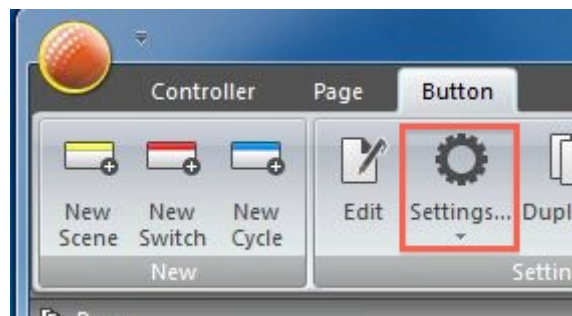 Controller Page Button
New Scene
New Switch
New Cycle
Edit
Settings...
New